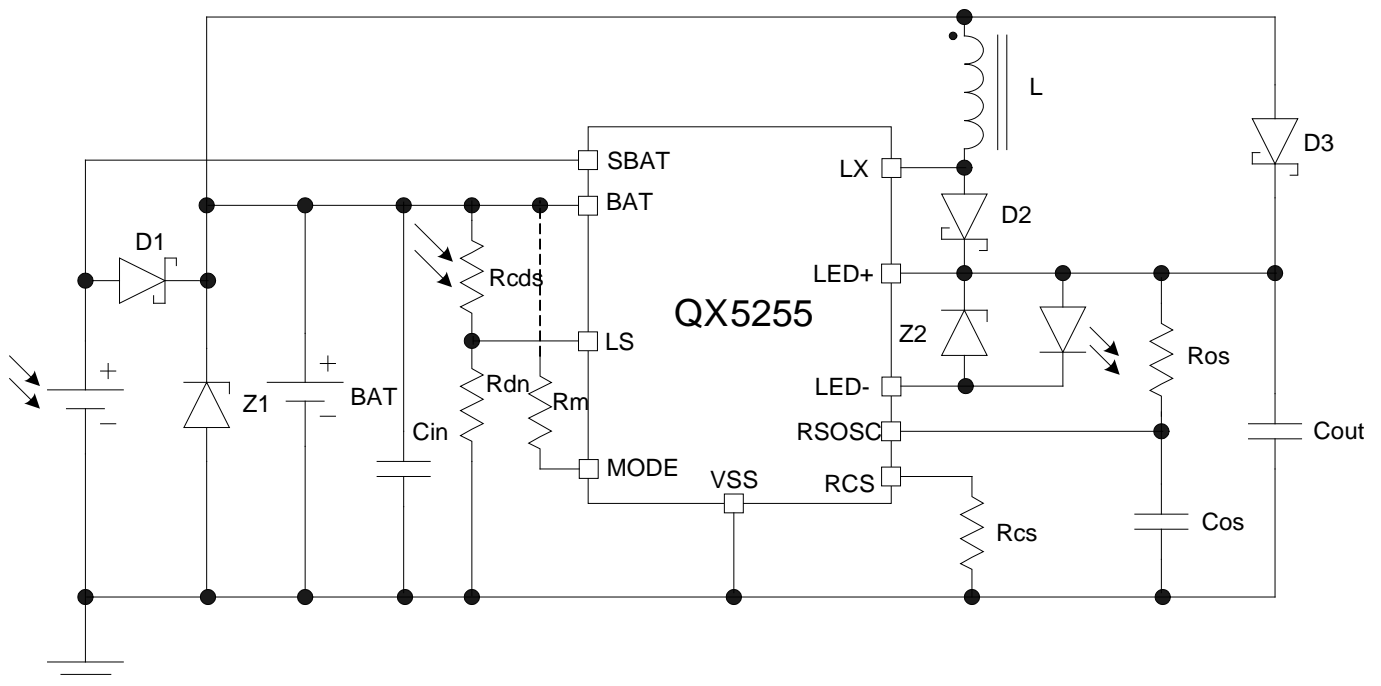 L
D3
SBAT
LX
BAT
D2
D1
LED+
Rcds
QX5255
LS
Z2
Ros
+
+
Rdn
LED-
Z1
BAT
Rm
-
-
Cin
RSOSC
Cout
MODE
VSS
RCS
Rcs
Cos